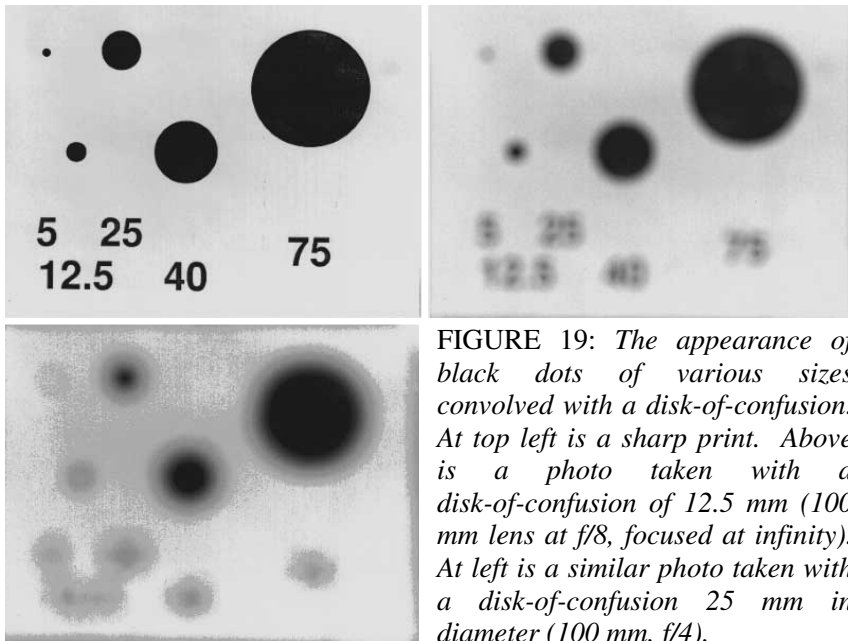 5 25
12.5 40 75
5 25
12.5 40 75
FIGURE 19: The appearance of
black dots of various sizes
convolved with a disk-of-confusion.
At top left is a sharp print. Above
is a photo taken with a
disk-of-confusion of 12.5 mm (100
mm lens at f/8, focused at infinity).
At left is a similar photo taken with
a disk-of-confusion 25 mm in
diameter (100 mm, f/4).